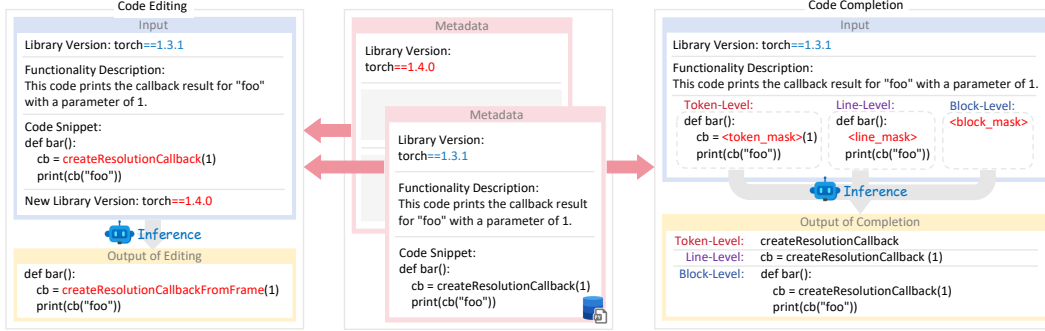 Code Editing
Input
Library Version: torch==1.3.1
Functionality Description:
This code prints the callback result for "foo"
with a parameter of 1.
Code Snippet:
def bar():
cb = createResolutionCallback(1)
print(cb("foo"))
New Library Version: torch==1.4.0
Inference
Output of Editing
def bar():
cb = createResolutionCallbackFromFrame(1)
print(cb("foo"))
Metadata
Library Version:
torch==1.4.0
Metadata
Library Version:
torch==1.3.1
Functionality Description:
This code prints the callback result
for "foo" with a parameter of 1.
Code Snippet:
def bar():
cb = createResolutionCallback(1)
print(cb("foo"))
Code Completion
Input
Library Version: torch==1.3.1
Functionality Description:
This code prints the callback result for "foo" with a parameter of 1.
Token-Level:
def bar():
cb = <token_mask>(1)
print(cb("foo"))
Line-Level:
def bar():
<line_mask>
print(cb("foo"))
Block-Level:
<block_mask>
Inference
Output of Completion
Token-Level: createResolutionCallback
Line-Level: cb = createResolutionCallback (1)
Block-Level: def bar():
cb = createResolutionCallback(1)
print(cb("foo"))